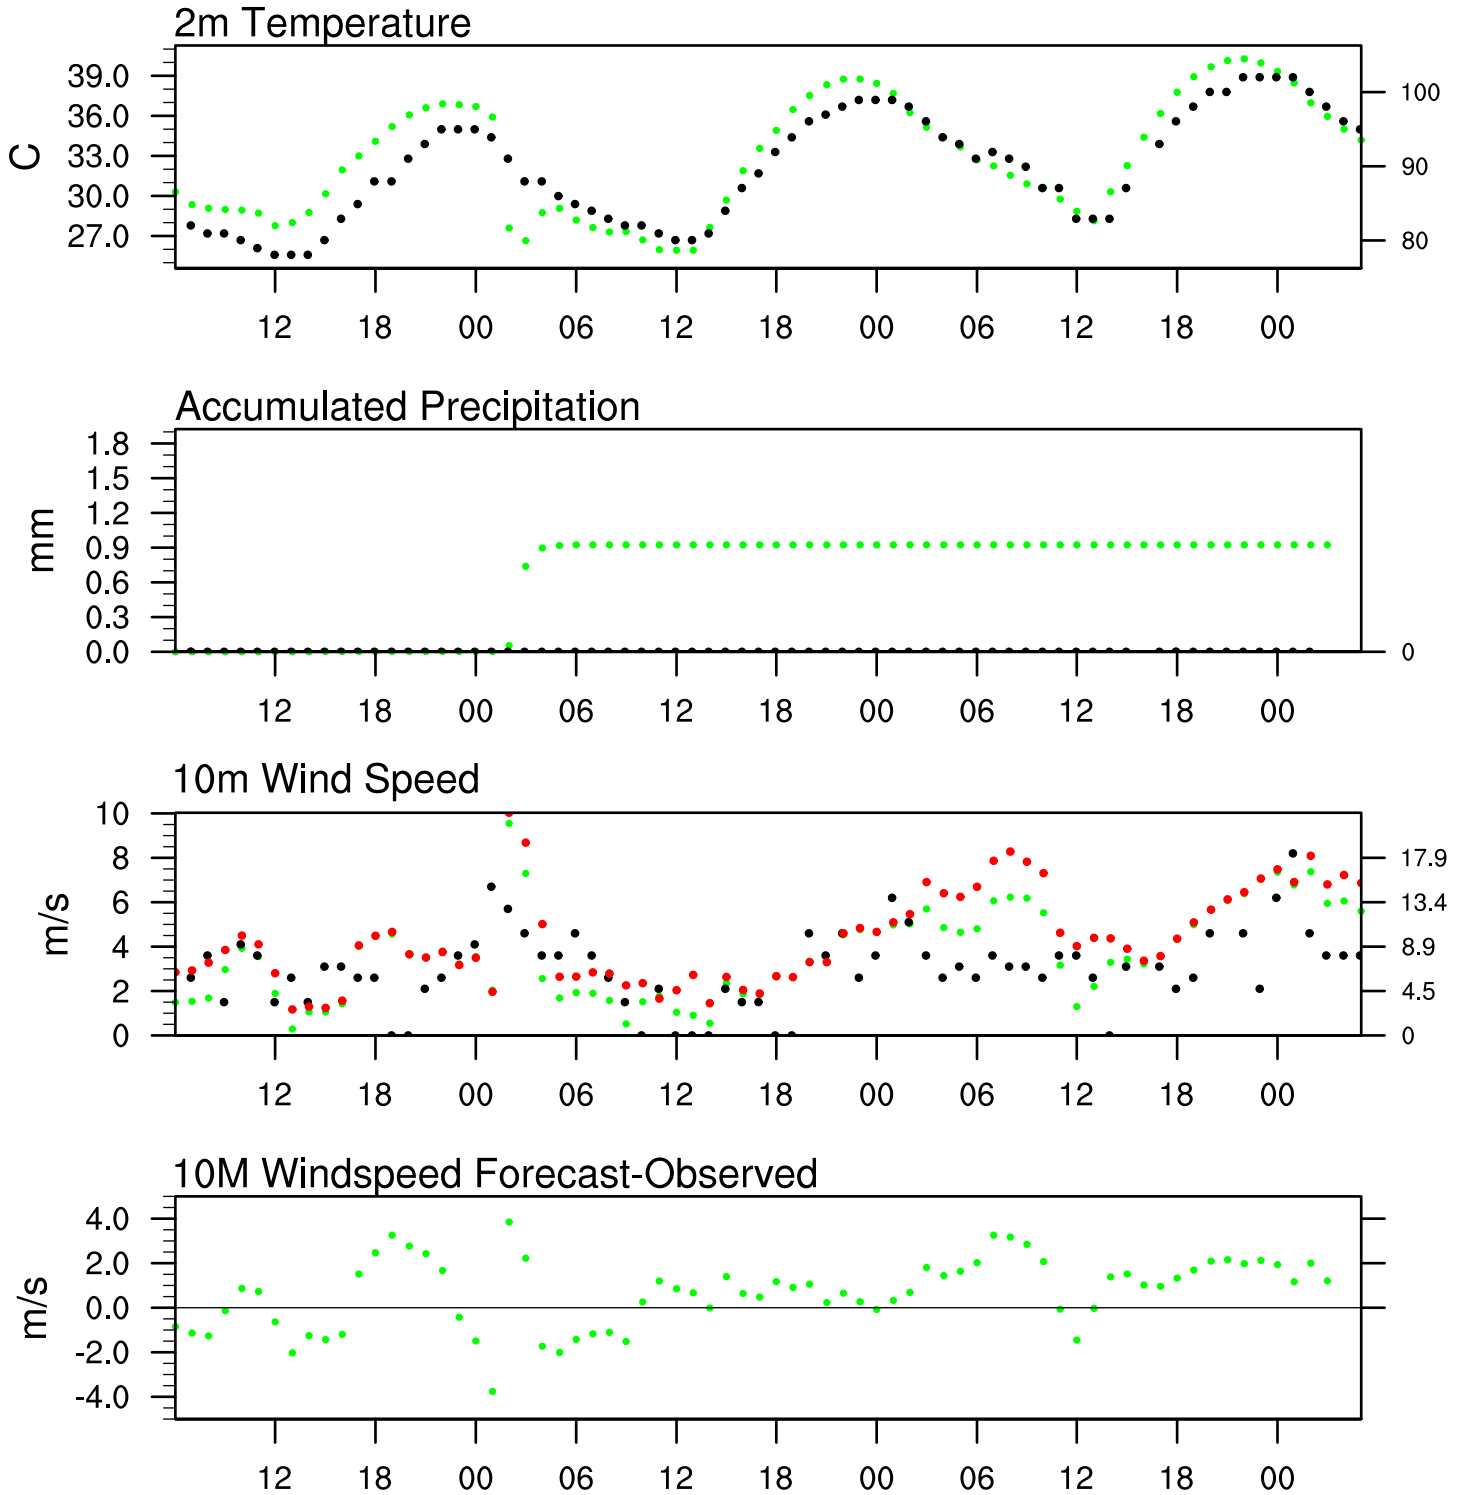 2m Temperature
39.0
36.0
33.0
30.0
27.0
C
100
90
80
12 18 00 06 12 18 00 06 12 18 00
Accumulated Precipitation
1.8
1.5
1.2
0.9
0.6
0.3
0.0
mm
0
12 18 00 06 12 18 00 06 12 18 00
10m Wind Speed
10
8
6
4
2
0
m/s
17.9
13.4
8.9
4.5
0
12 18 00 06 12 18 00 06 12 18 00
10M Windspeed Forecast-Observed
4.0
2.0
0.0
-2.0
-4.0
m/s
12 18 00 06 12 18 00 06 12 18 00